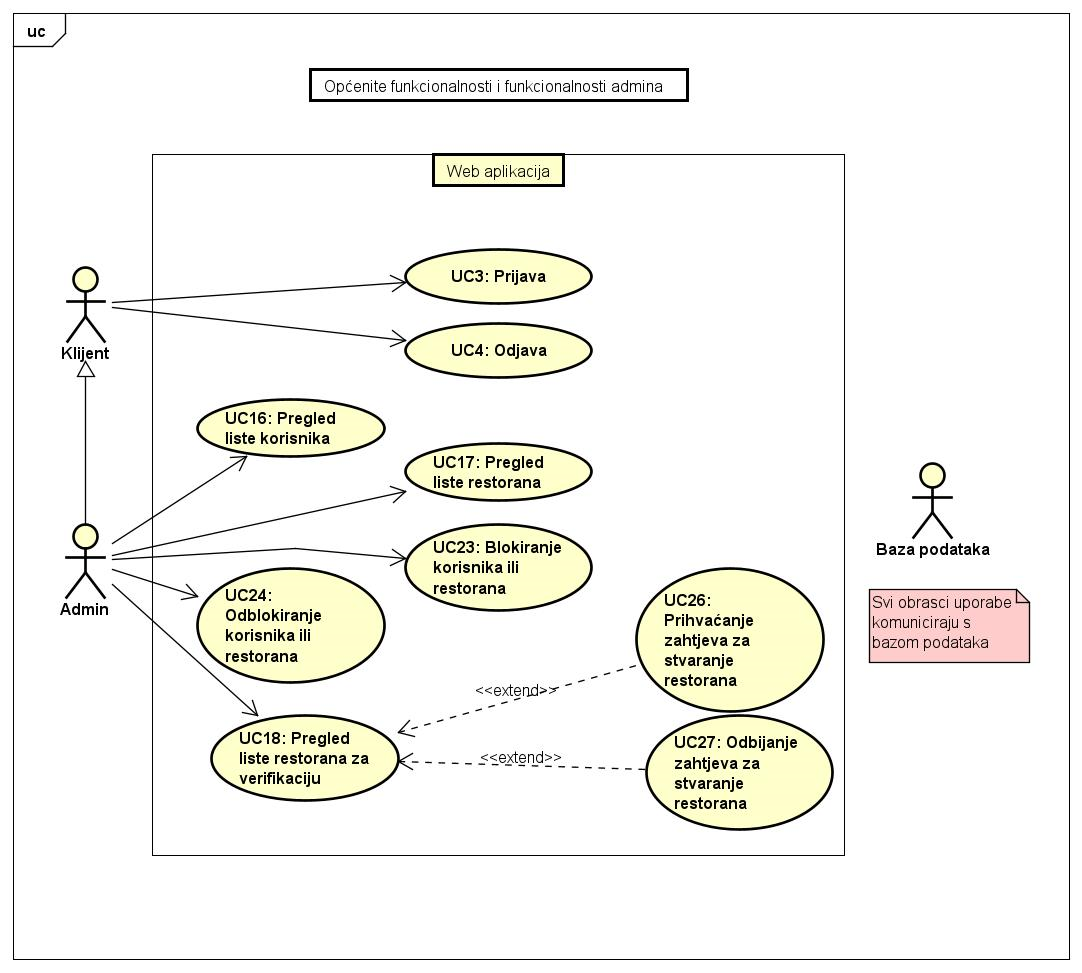 uc
Općenite funkcionalnosti i funkcionalnosti admina
Web aplikacija
UC3: Prijava
Klijent
UC4: Odjava
UC16: Pregled
liste korisnika
UC17: Pregled
liste restorana
Admin
UC23: Blokiranje
korisnika ili
restorana
Baza podataka
UC24:
Odblokiranje
korisnika ili
restorana
UC26:
Prihvaćanje
zahtjeva za
stvaranje
restorana
Svi obrasci uporabe
komuniciraju s
bazom podataka
<<extend>>
UC18: Pregled
liste restorana za
verifikaciju
<<extend>>
UC27: Odbijanje
zahtjeva za
stvaranje
restorana